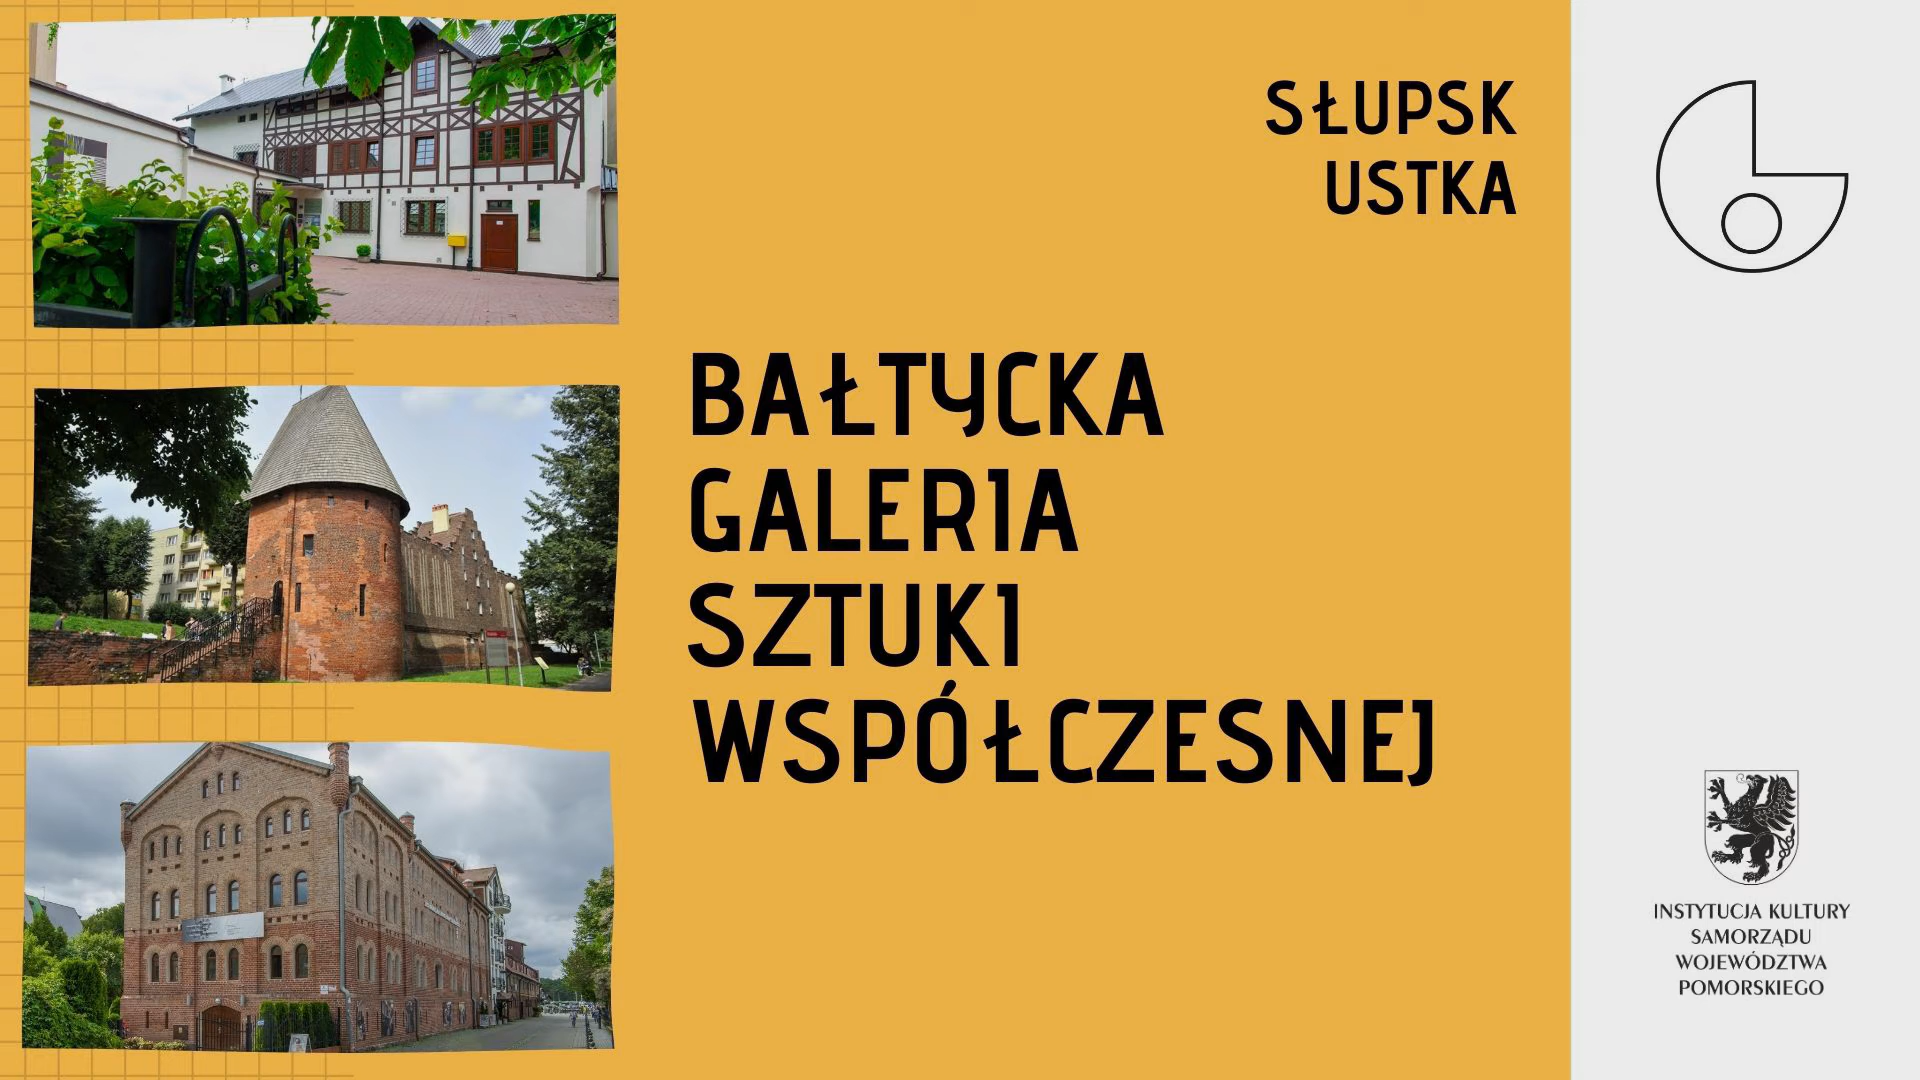 SŁUPSK
USTKA
BAŁTYCKA
GALERIA
SZTUKI
WSPÓŁCZESNEJ
INSTYTUCJA KULTURY
SAMORZĄDU
WOJEWÓDZTWA
POMORSKIEGO